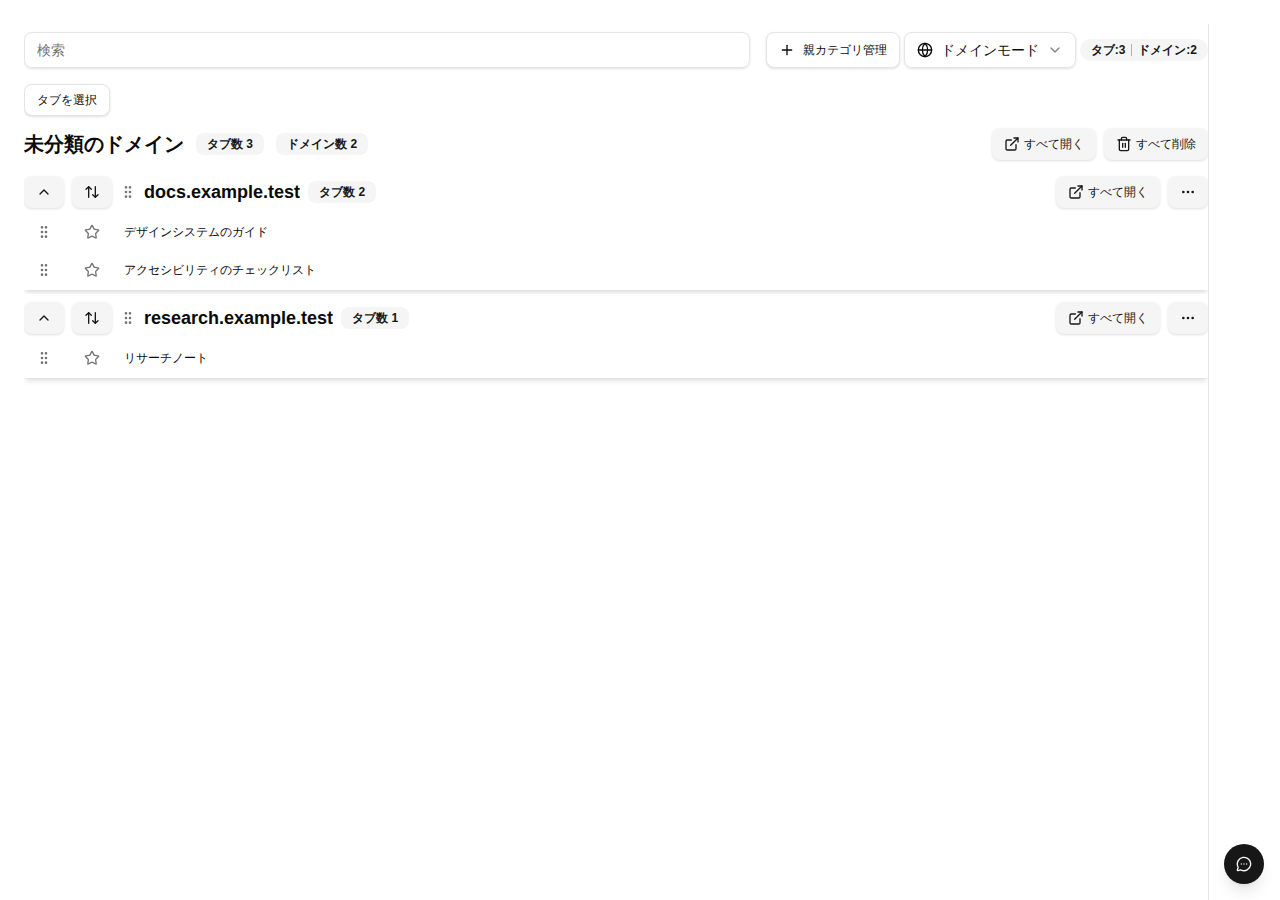 検索 親カテゴリ管理 ドメインモード タブ:3 ドメイン:2
タブを選択
未分類のドメイン タブ数 3 ドメイン数 2 すべて開く すべて削除
docs.example.test タブ数 2 すべて開く
デザインシステムのガイド
アクセシビリティのチェックリスト
research.example.test タブ数 1 すべて開く
リサーチノート